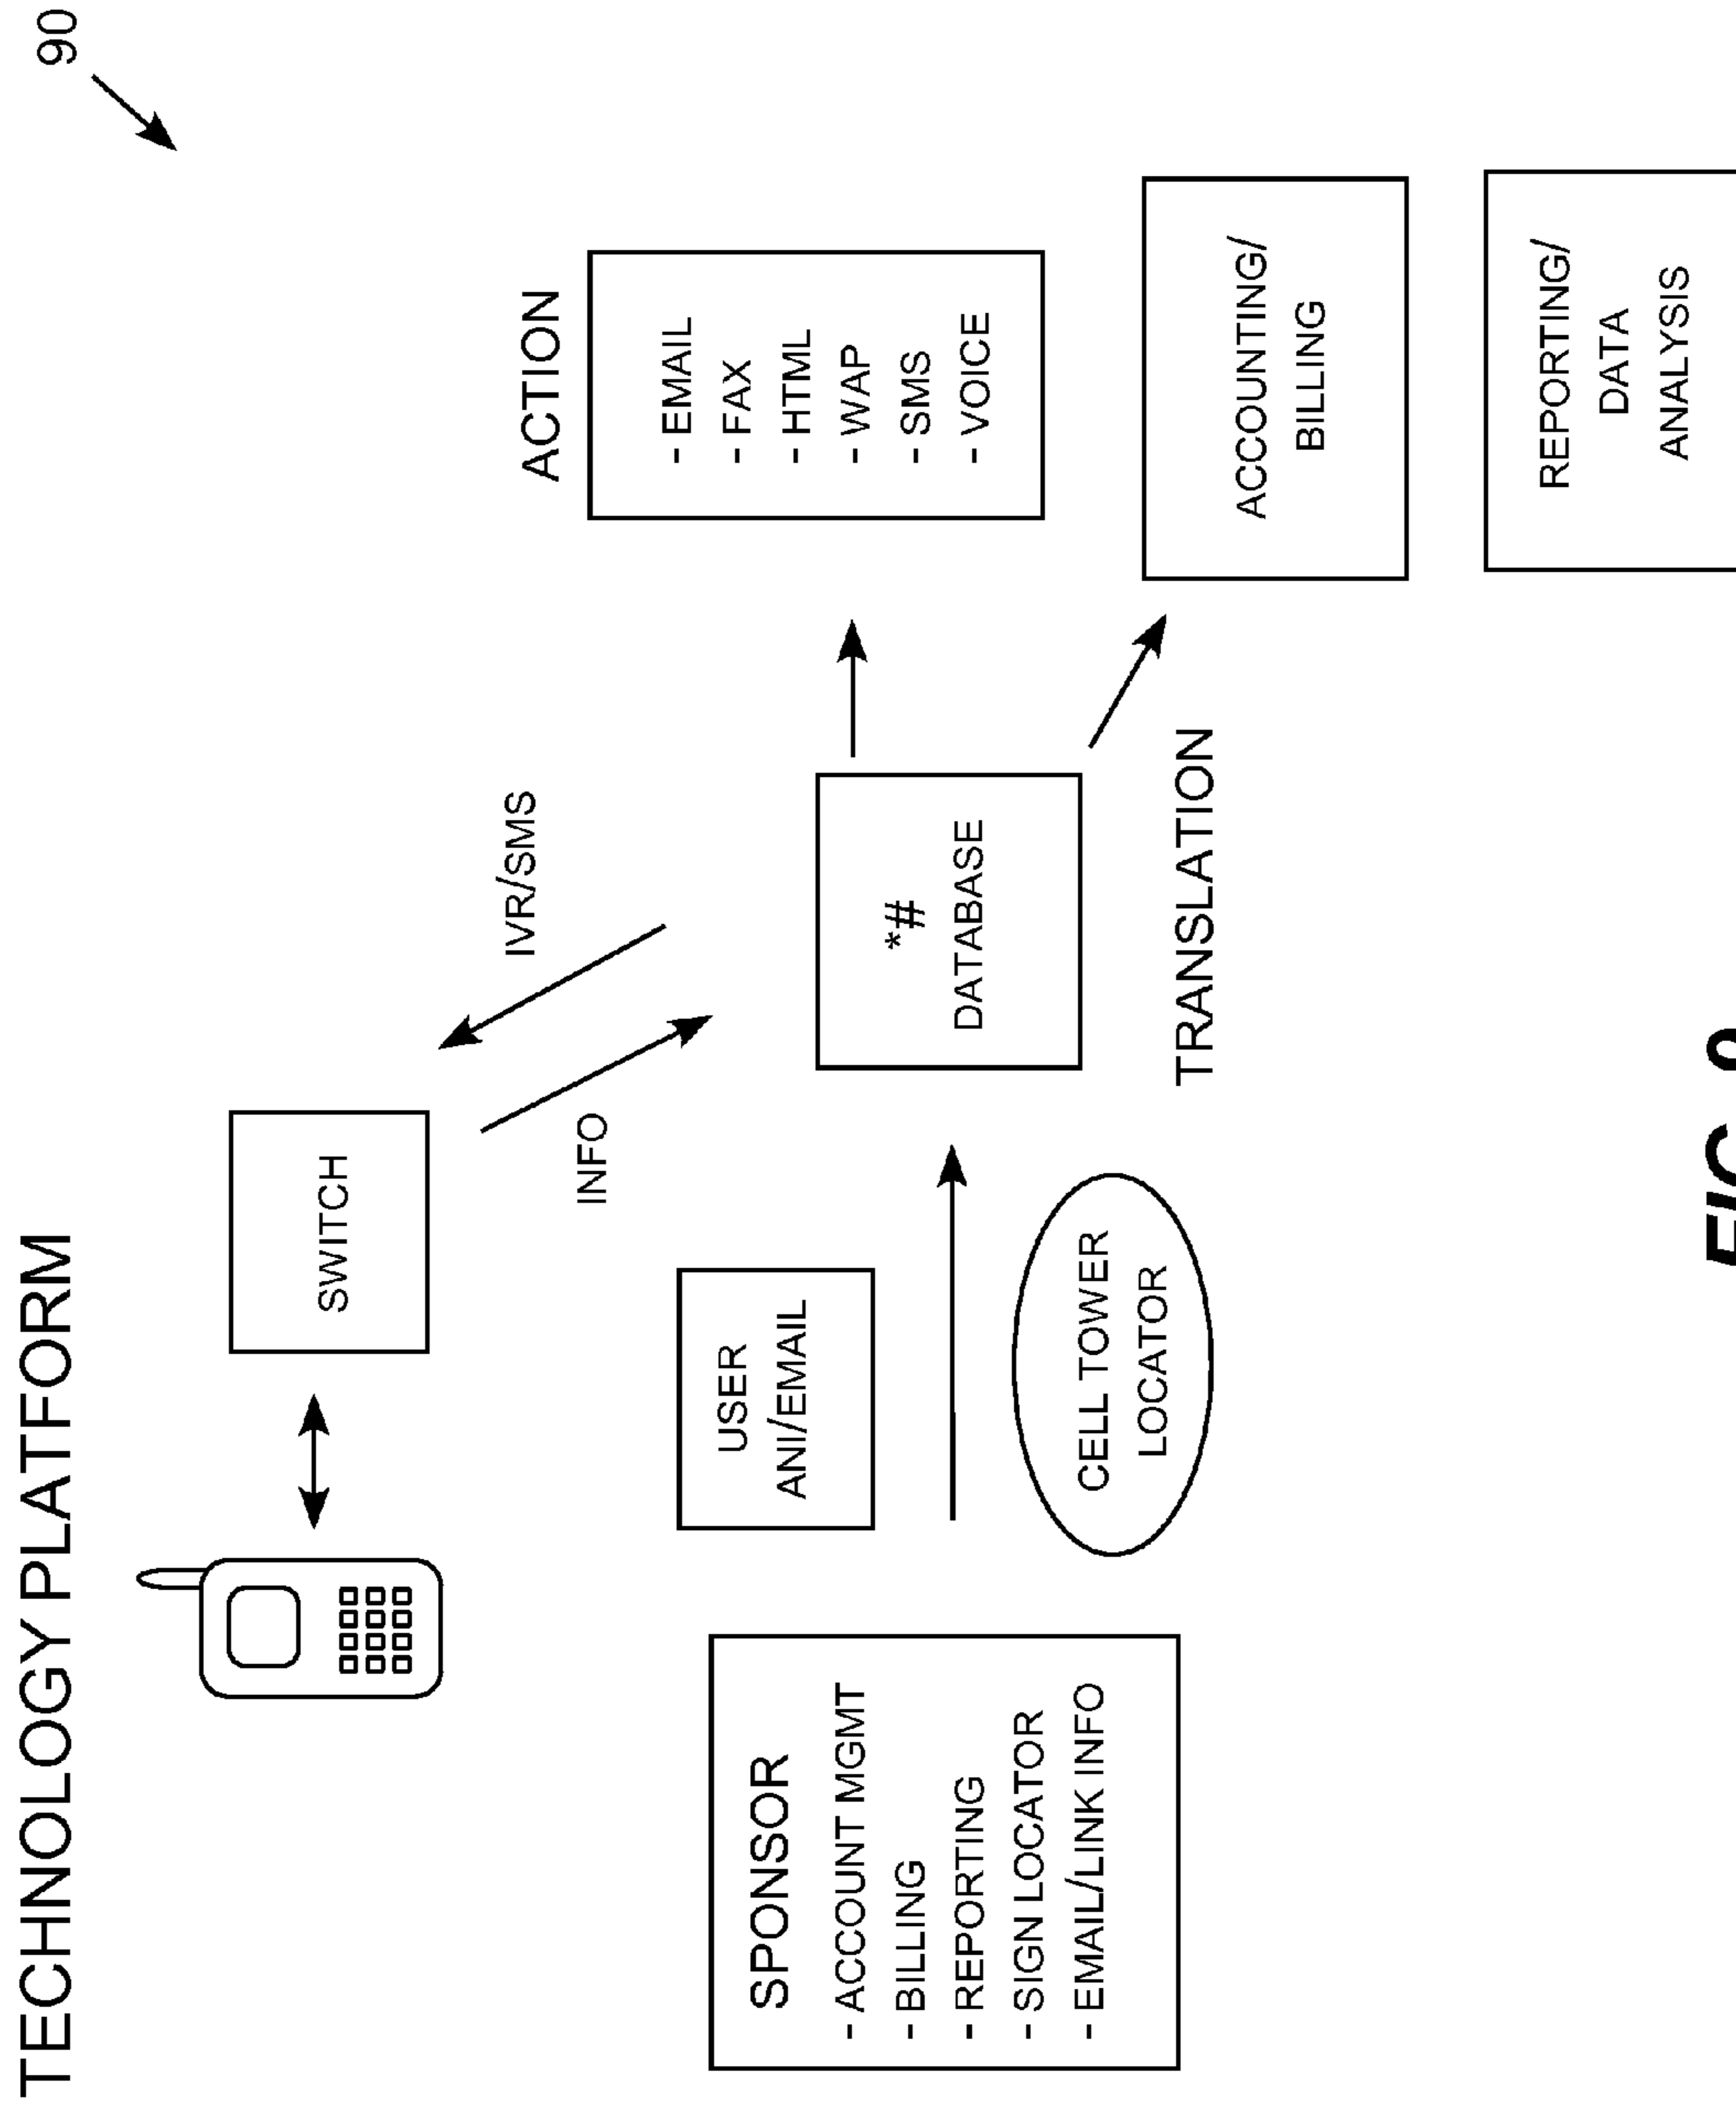 TECHNOLOGY PLATFORM
90
SWITCH
IVR/SMS
INFO
ACTION
- EMAIL
- FAX
- HTML
- WAP
- SMS
- VOICE
USER
ANI/EMAIL
SPONSOR
- ACCOUNT MGMT
- BILLING
- REPORTING
- SIGN LOCATOR
- EMAIL/LINK INFO
CELL TOWER
LOCATOR
*#
DATABASE
TRANSLATION
ACCOUNTING/
BILLING
REPORTING/
DATA
ANALYSIS
FIG